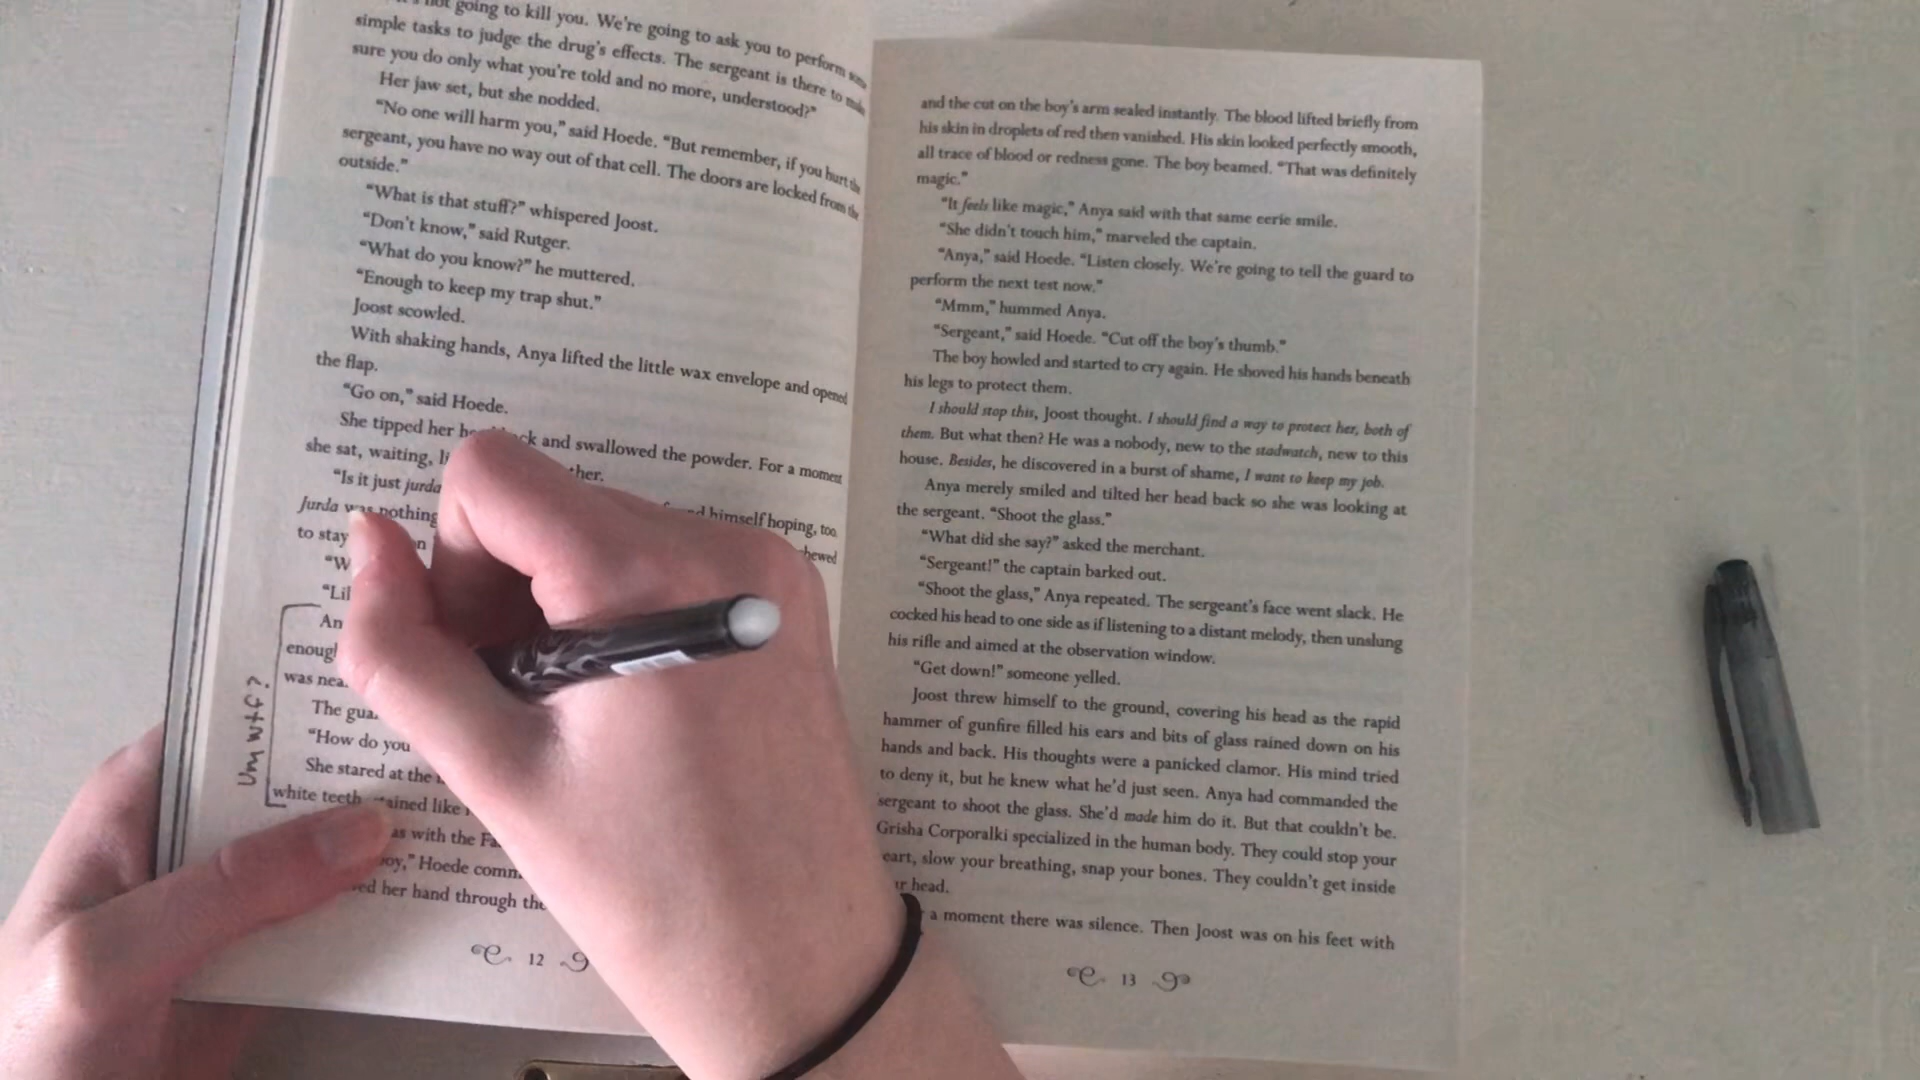 not going to kill you. We're going to ask you to perform some
simple tasks to judge the drug's effects. The sergeant is there to make
sure you do only what you're told and no more, understood?"
Her jaw set, but she nodded.
"No one will harm you," said Hoede. "But remember, if you hurt the
sergeant, you have no way out of that cell. The doors are locked from the
outside."
"What is that stuff?" whispered Joost.
"Don't know," said Rutger.
"What do you know?" he muttered.
"Enough to keep my trap shut."
Joost scowled.
With shaking hands, Anya lifted the little wax envelope and opened
the flap.
"Go on," said Hoede.
She tipped her back and swallowed the powder. For a moment
she sat, waiting,
"Is it just jurda himself hoping, too.
Jurda was nothing chewed
to stay
The
"How do you
She stared at the
white teeth stained like
as with the
boy," Hoede
her hand through the
um wtf?
12
and the cut on the boy's arm sealed instantly. The blood lifted briefly from
his skin in droplets of red then vanished. His skin looked perfectly smooth,
all trace of blood or redness gone. The boy beamed. "That was definitely
magic."
"It feels like magic," Anya said with that same eerie smile.
"She didn't touch him," marveled the captain.
"Anya," said Hoede. "Listen closely. We're going to tell the guard to
perform the next test now."
"Mmm," hummed Anya.
"Sergeant," said Hoede. "Cut off the boy's thumb."
The boy howled and started to cry again. He shoved his hands beneath
his legs to protect them.
I should stop this, Joost thought. I should find a way to protect her, both of
them. But what then? He was a nobody, new to the stadwatch, new to this
house. Besides, he discovered in a burst of shame, I want to keep my job.
Anya merely smiled and tilted her head back so she was looking at
the sergeant. "Shoot the glass."
"What did she say?" asked the merchant.
"Sergeant!" the captain barked out.
"Shoot the glass," Anya repeated. The sergeant's face went slack. He
cocked his head to one side as if listening to a distant melody, then unslung
his rifle and aimed at the observation window.
"Get down!" someone yelled.
Joost threw himself to the ground, covering his head as the rapid
hammer of gunfire filled his ears and bits of glass rained down on his
hands and back. His thoughts were a panicked clamor. His mind tried
to deny it, but he knew what he'd just seen. Anya had commanded the
sergeant to shoot the glass. She'd made him do it. But that couldn't be.
Grisha Corporalki specialized in the human body. They could stop your
heart, slow your breathing, snap your bones. They couldn't get inside
head.
a moment there was silence. Then Joost was on his feet with
13